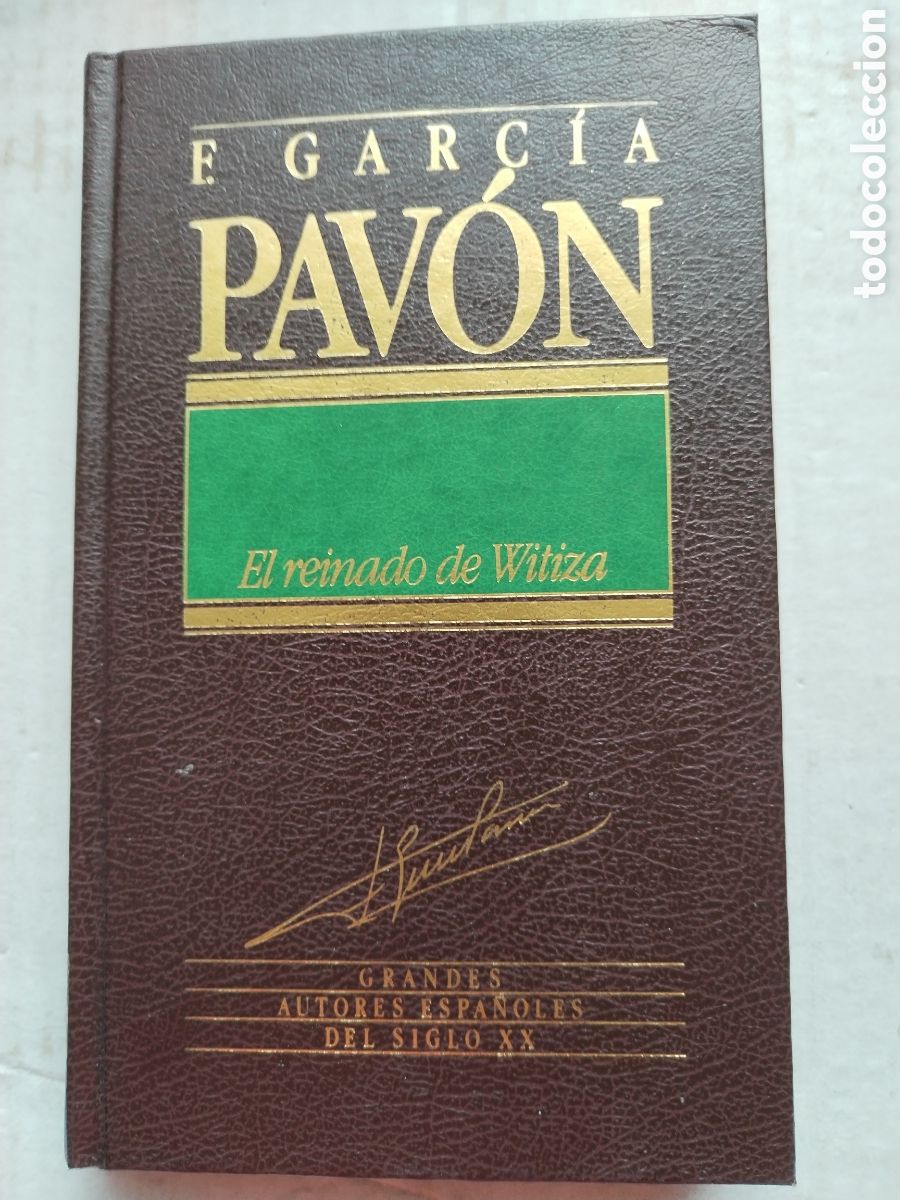 F. GARCÍA
PAVÓN
El reinado de Witiza
GRANDES
AUTORES ESPAÑOLES
DEL SIGLO XX
todocoleccion